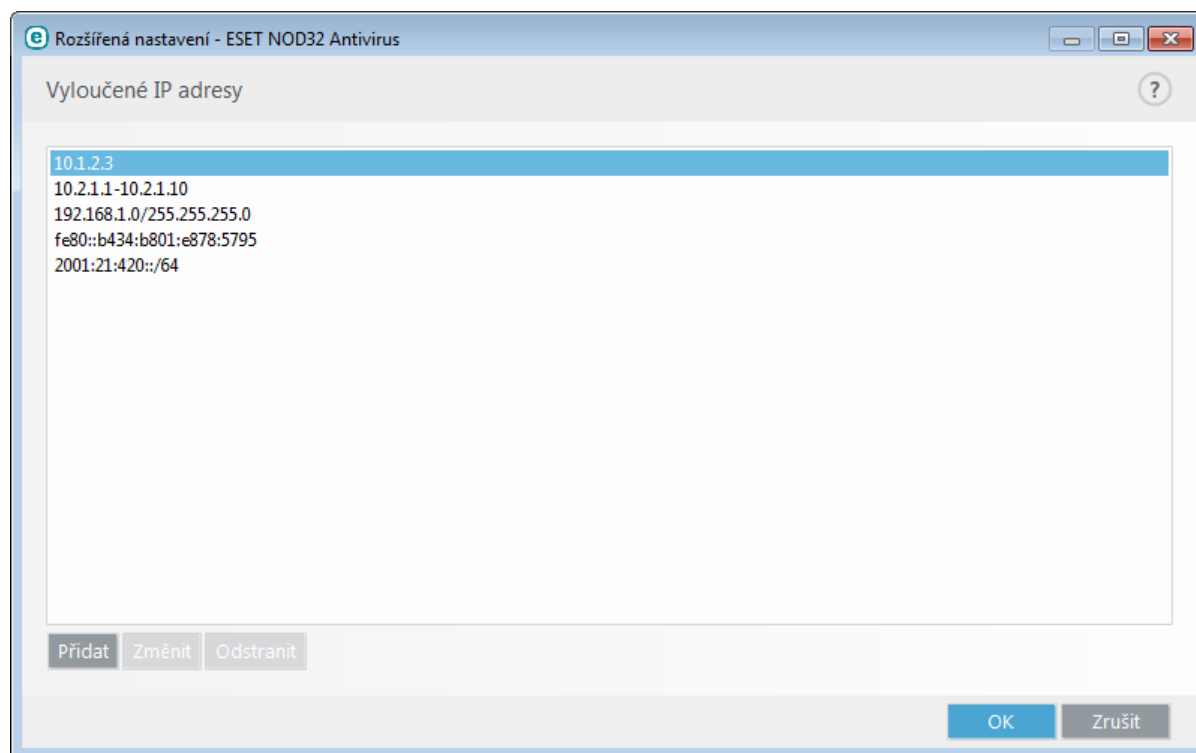 Rozšířená nastavení - ESET NOD32 Antivirus
Vyloučené IP adresy
?
10.1.2.3
10.2.1.1-10.2.1.10
192.168.1.0/255.255.255.0
fe80::b434:b801:e878:5795
2001:21:420::/64
Přidat Změnit Odstranit
OK Zrušit